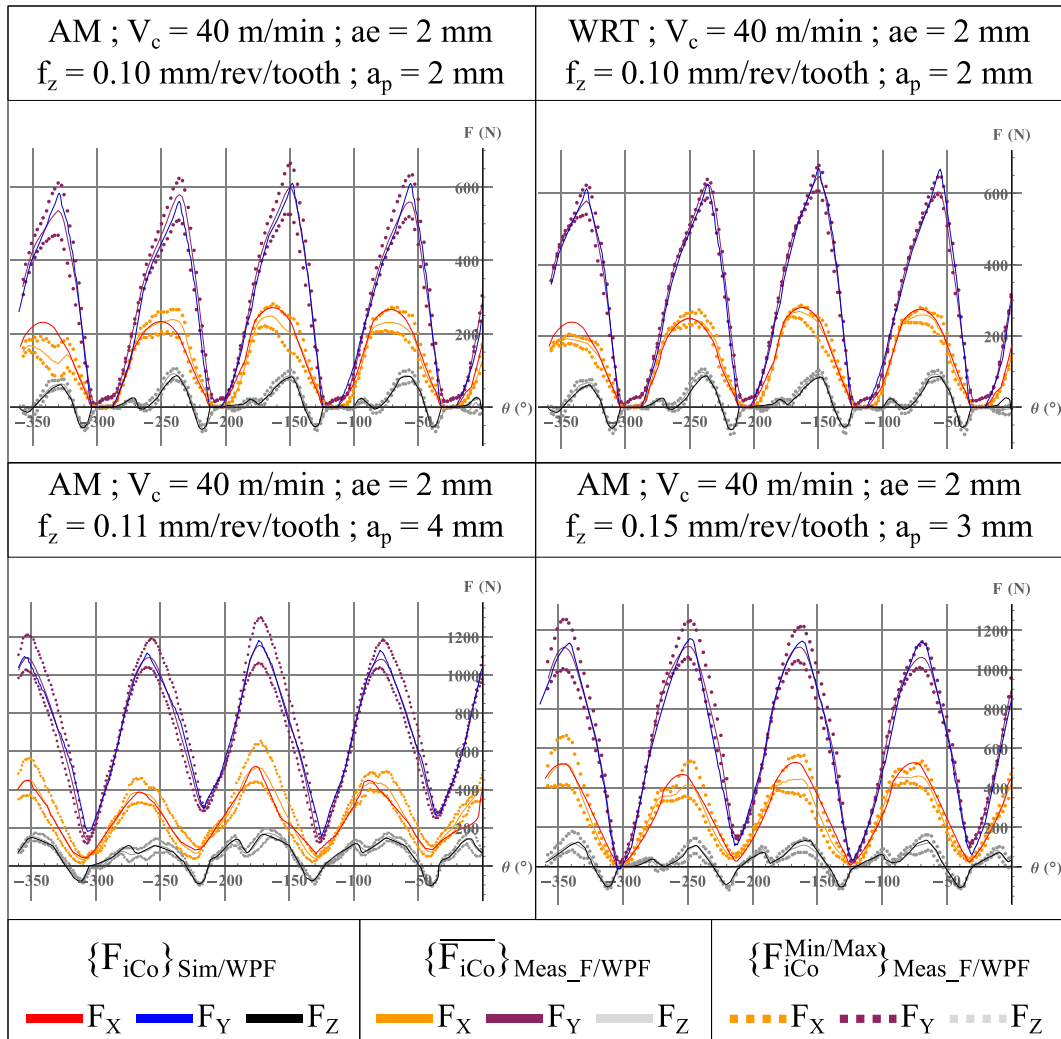 AM ; V_c = 40 m/min ; ae = 2 mm
f_z = 0.10 mm/rev/tooth ; a_p = 2 mm
WRT ; V_c = 40 m/min ; ae = 2 mm
f_z = 0.10 mm/rev/tooth ; a_p = 2 mm
F (N)
600
400
200
θ (°)
−350 −300 −250 −200 −150 −100 −50
F (N)
600
400
200
θ (°)
−350 −300 −250 −200 −150 −100 −50
AM ; V_c = 40 m/min ; ae = 2 mm
f_z = 0.11 mm/rev/tooth ; a_p = 4 mm
AM ; V_c = 40 m/min ; ae = 2 mm
f_z = 0.15 mm/rev/tooth ; a_p = 3 mm
F (N)
1200
1000
800
600
400
200
θ (°)
−350 −300 −250 −200 −150 −100 −50
F (N)
1200
1000
800
600
400
200
θ (°)
−350 −300 −250 −200 −150 −100 −50
{F_iCo}_Sim/WPF
F_X F_Y F_Z
{\overline{F_iCo}}_Meas_F/WPF
F_X F_Y F_Z
{F_iCo^Min/Max}_Meas_F/WPF
F_X F_Y F_Z